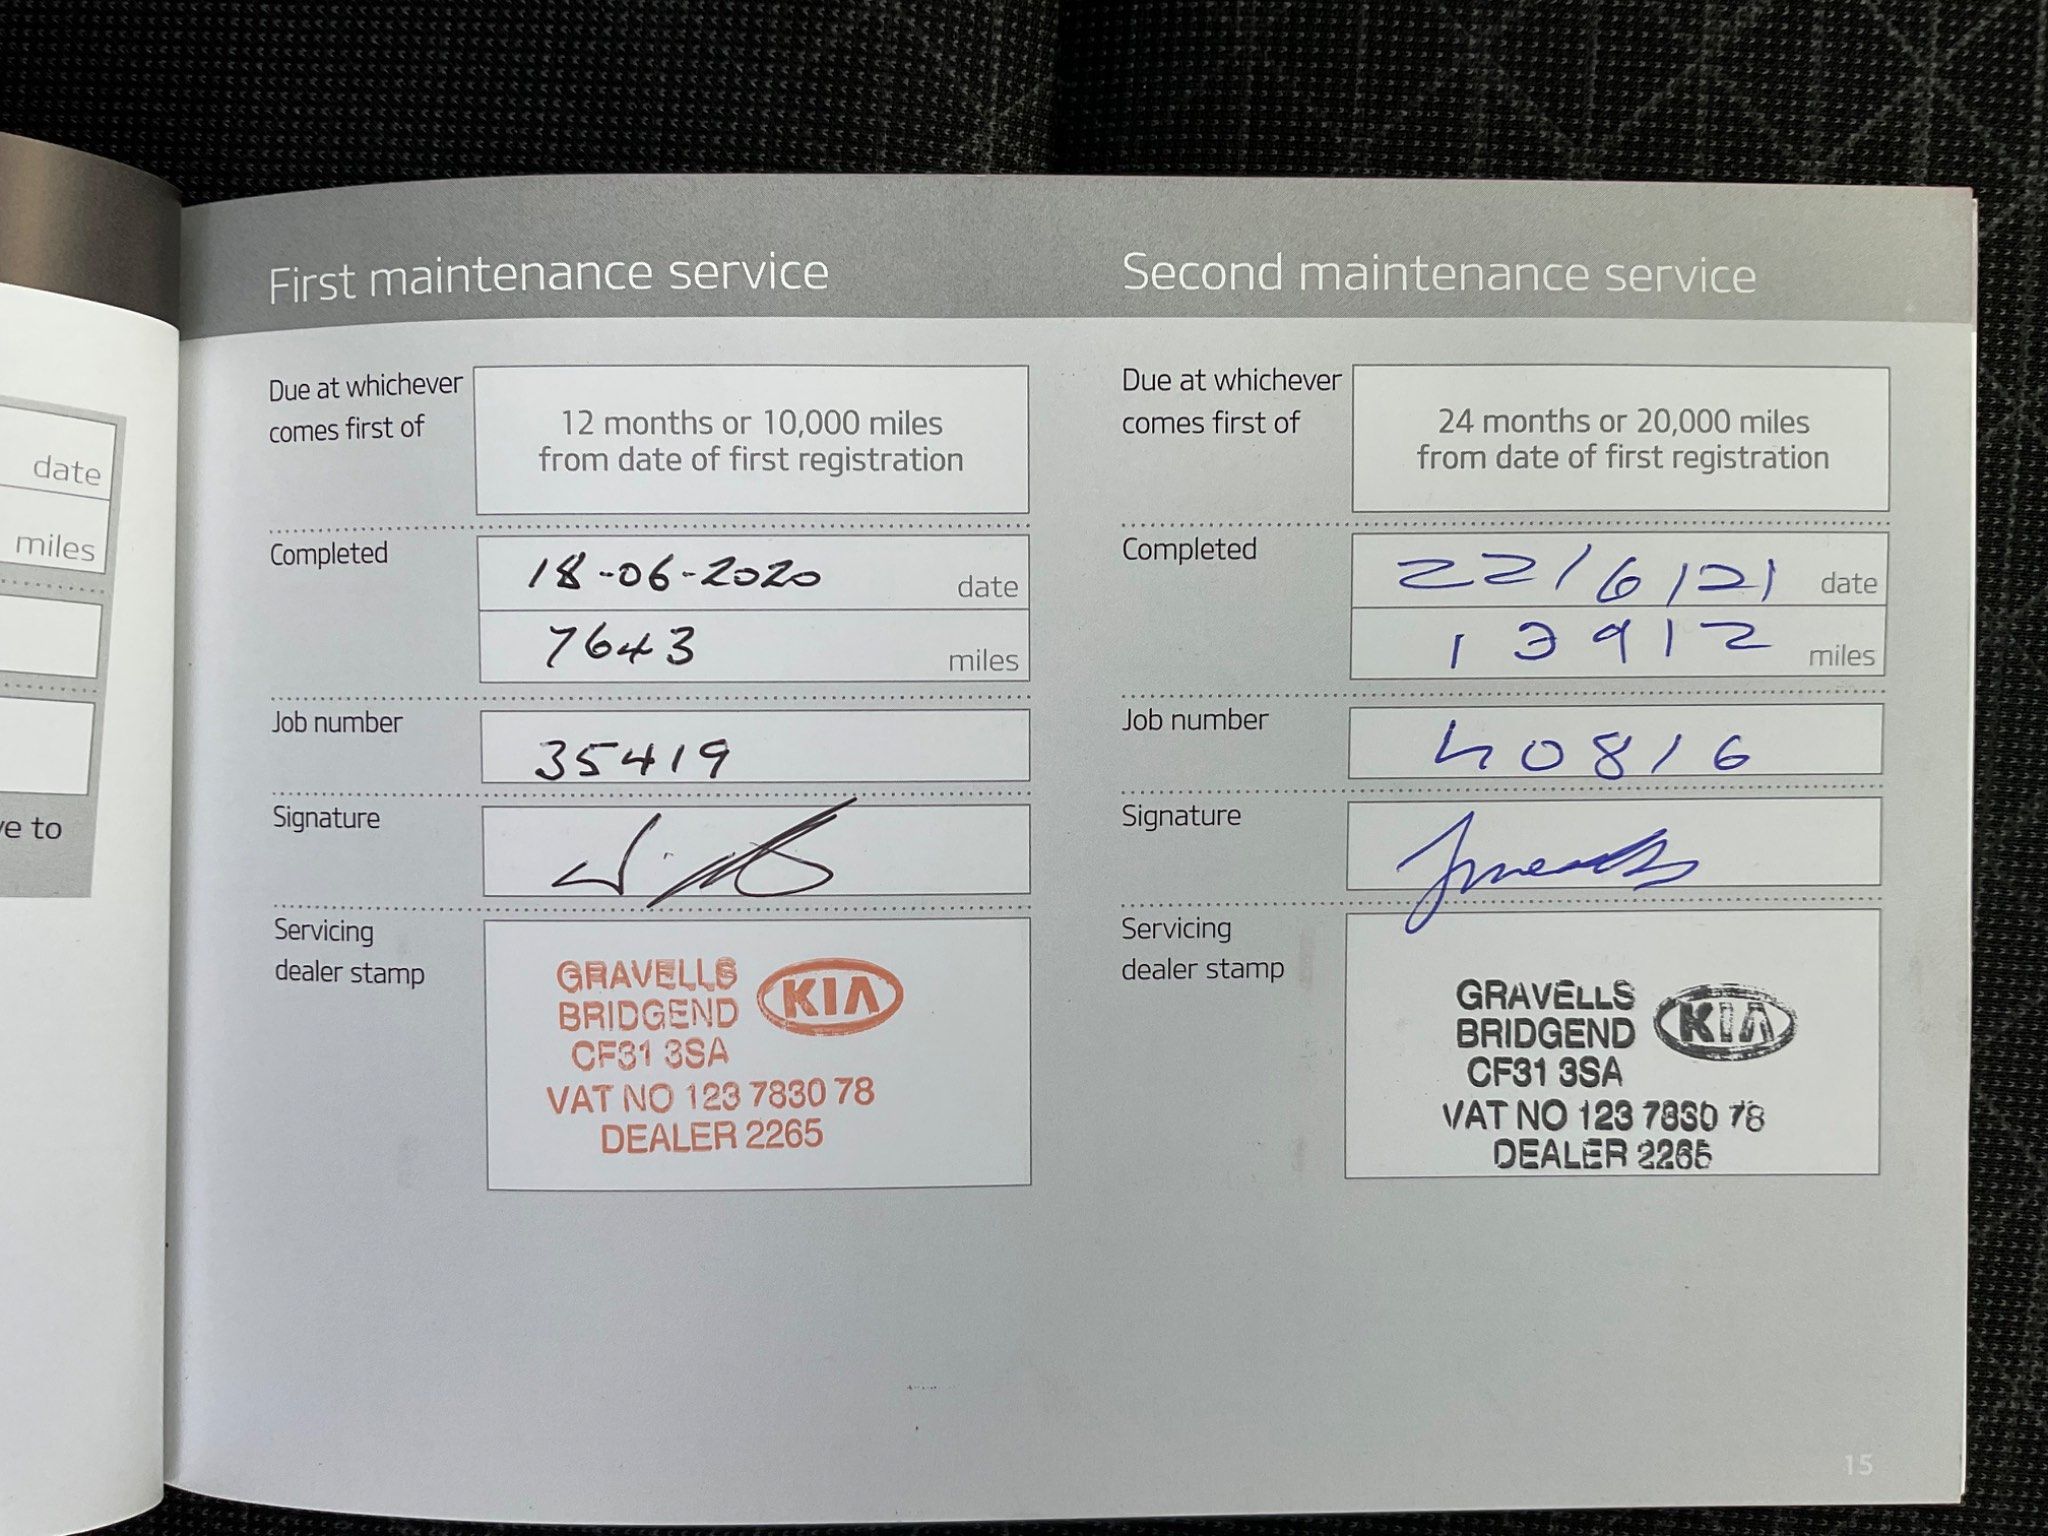 date
miles
ve to
First maintenance service
Due at whichever
comes first of
12 months or 10,000 miles
from date of first registration
Completed
18-06-2020 date
7643 miles
Job number
35419
Signature
Servicing
dealer stamp
GRAVELLS
BRIDGEND
KIA
CF31 3SA
VAT NO 123 7830 78
DEALER 2265
Second maintenance service
Due at whichever
comes first of
24 months or 20,000 miles
from date of first registration
Completed
22/6/21 date
13912 miles
Job number
40816
Signature
Servicing
dealer stamp
GRAVELLS
BRIDGEND
KIA
CF31 3SA
VAT NO 123 7830 78
DEALER 2265
15